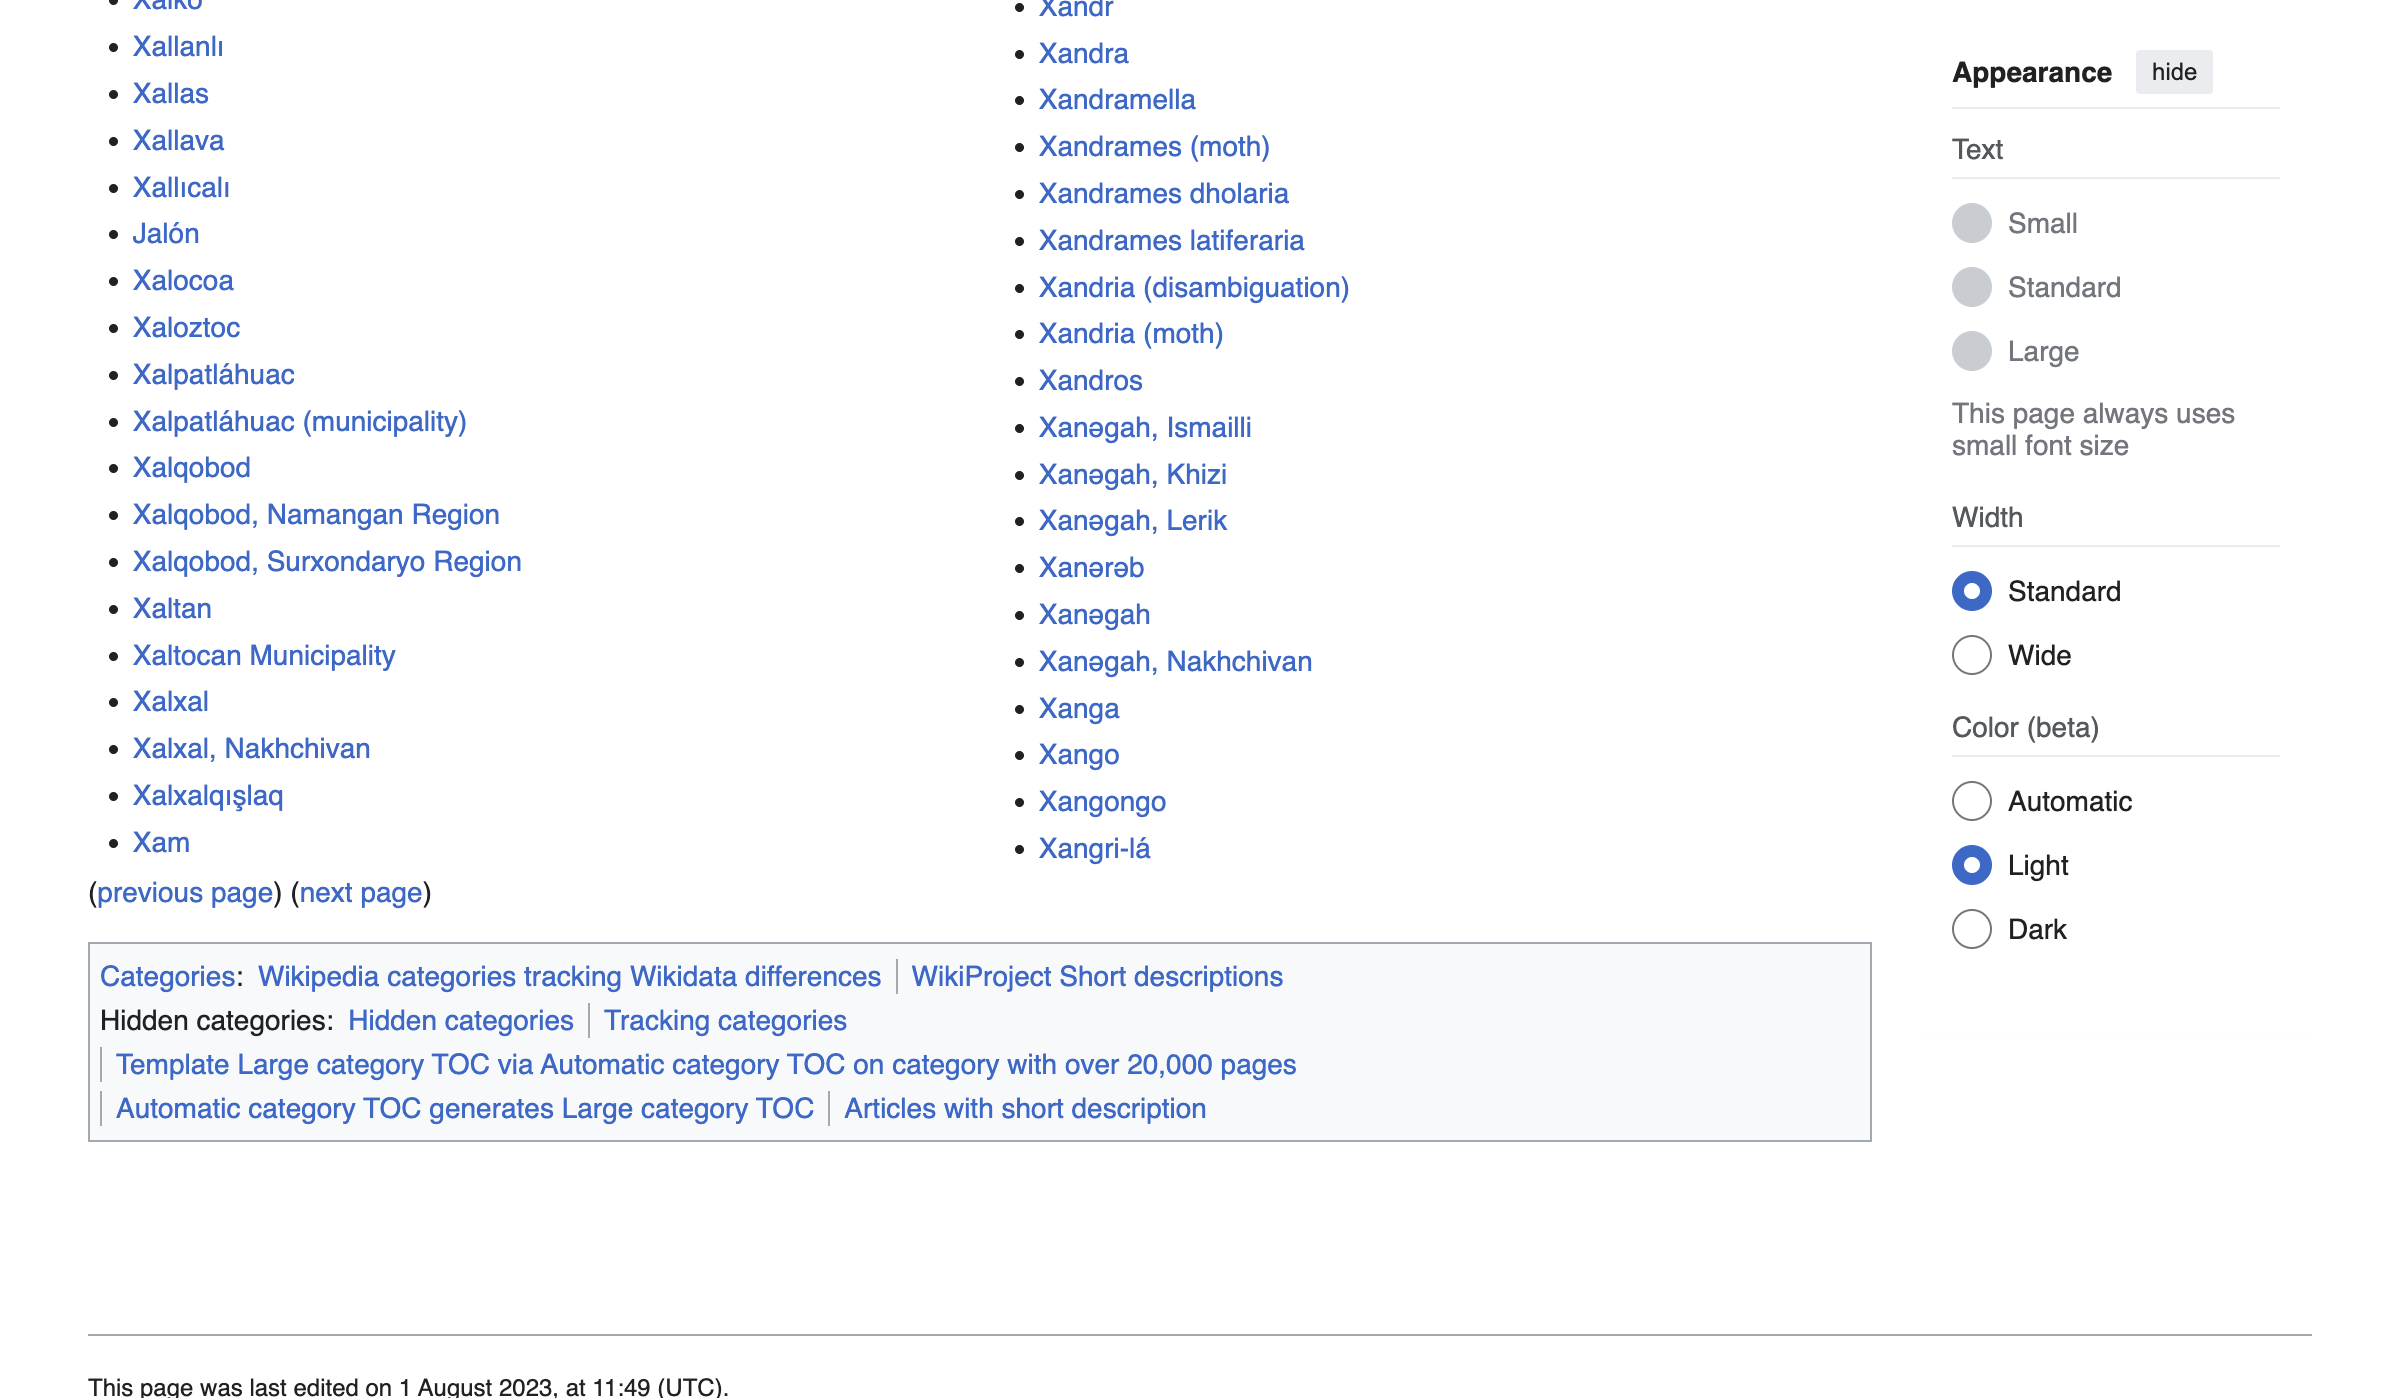 Xalko
Xallanlı
Xallas
Xallava
Xallıcalı
Jalón
Xalocoa
Xaloztoc
Xalpatláhuac
Xalpatláhuac (municipality)
Xalqobod
Xalqobod, Namangan Region
Xalqobod, Surxondaryo Region
Xaltan
Xaltocan Municipality
Xalxal
Xalxal, Nakhchivan
Xalxalqışlaq
Xam
Xandr
Xandra
Xandramella
Xandrames (moth)
Xandrames dholaria
Xandrames latiferaria
Xandria (disambiguation)
Xandria (moth)
Xandros
Xanəgah, Ismailli
Xanəgah, Khizi
Xanəgah, Lerik
Xanərəb
Xanəgah
Xanəgah, Nakhchivan
Xanga
Xango
Xangongo
Xangri-lá
(previous page) (next page)
Categories: Wikipedia categories tracking Wikidata differences | WikiProject Short descriptions
Hidden categories: Hidden categories | Tracking categories
| Template Large category TOC via Automatic category TOC on category with over 20,000 pages
| Automatic category TOC generates Large category TOC | Articles with short description
This page was last edited on 1 August 2023, at 11:49 (UTC).
Appearance hide
Text
Small
Standard
Large
This page always uses
small font size
Width
Standard
Wide
Color (beta)
Automatic
Light
Dark